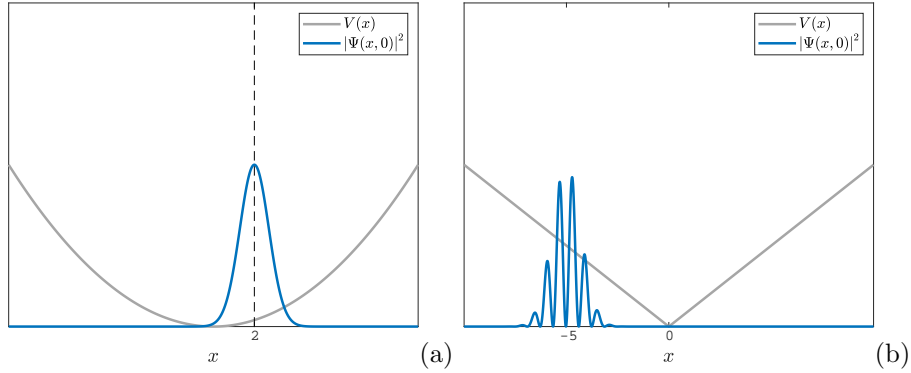 V(x)
|Ψ(x, 0)|²
2
x
(a)
V(x)
|Ψ(x, 0)|²
−5
0
x
(b)